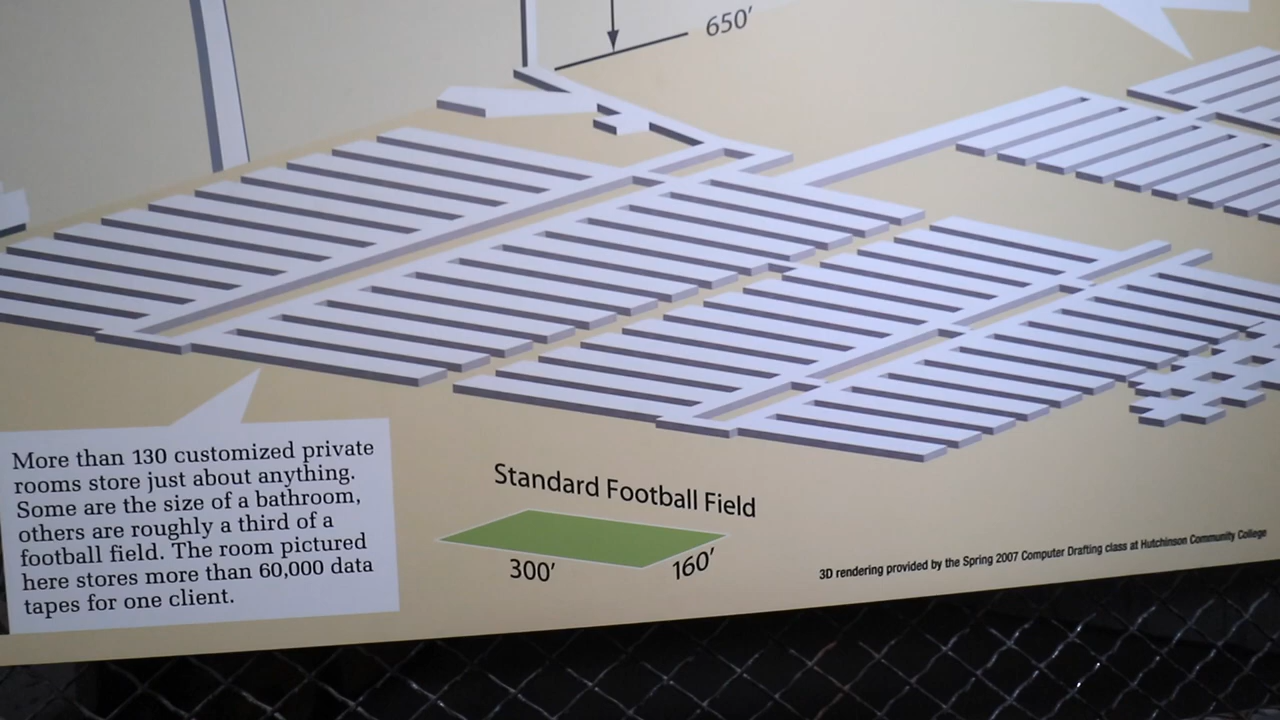 650'
More than 130 customized private
rooms store just about anything.
Some are the size of a bathroom,
others are roughly a third of a
football field. The room pictured
here stores more than 60,000 data
tapes for one client.
Standard Football Field
300'
160'
3D rendering provided by the Spring 2007 Computer Drafting class at Hutchinson Community College